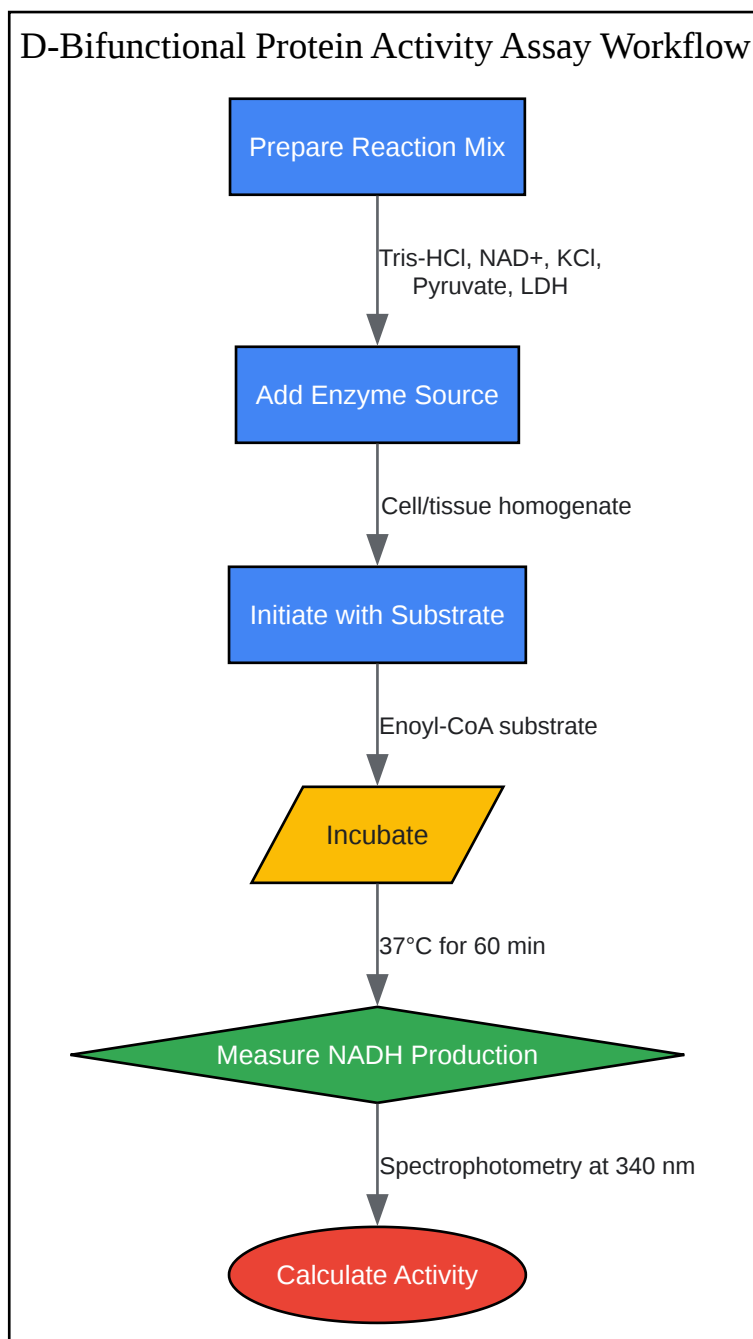 D-Bifunctional Protein Activity Assay Workflow
Prepare Reaction Mix
Tris-HCl, NAD+, KCl,
Pyruvate, LDH
Add Enzyme Source
Cell/tissue homogenate
Initiate with Substrate
Enoyl-CoA substrate
Incubate
37°C for 60 min
Measure NADH Production
Spectrophotometry at 340 nm
Calculate Activity